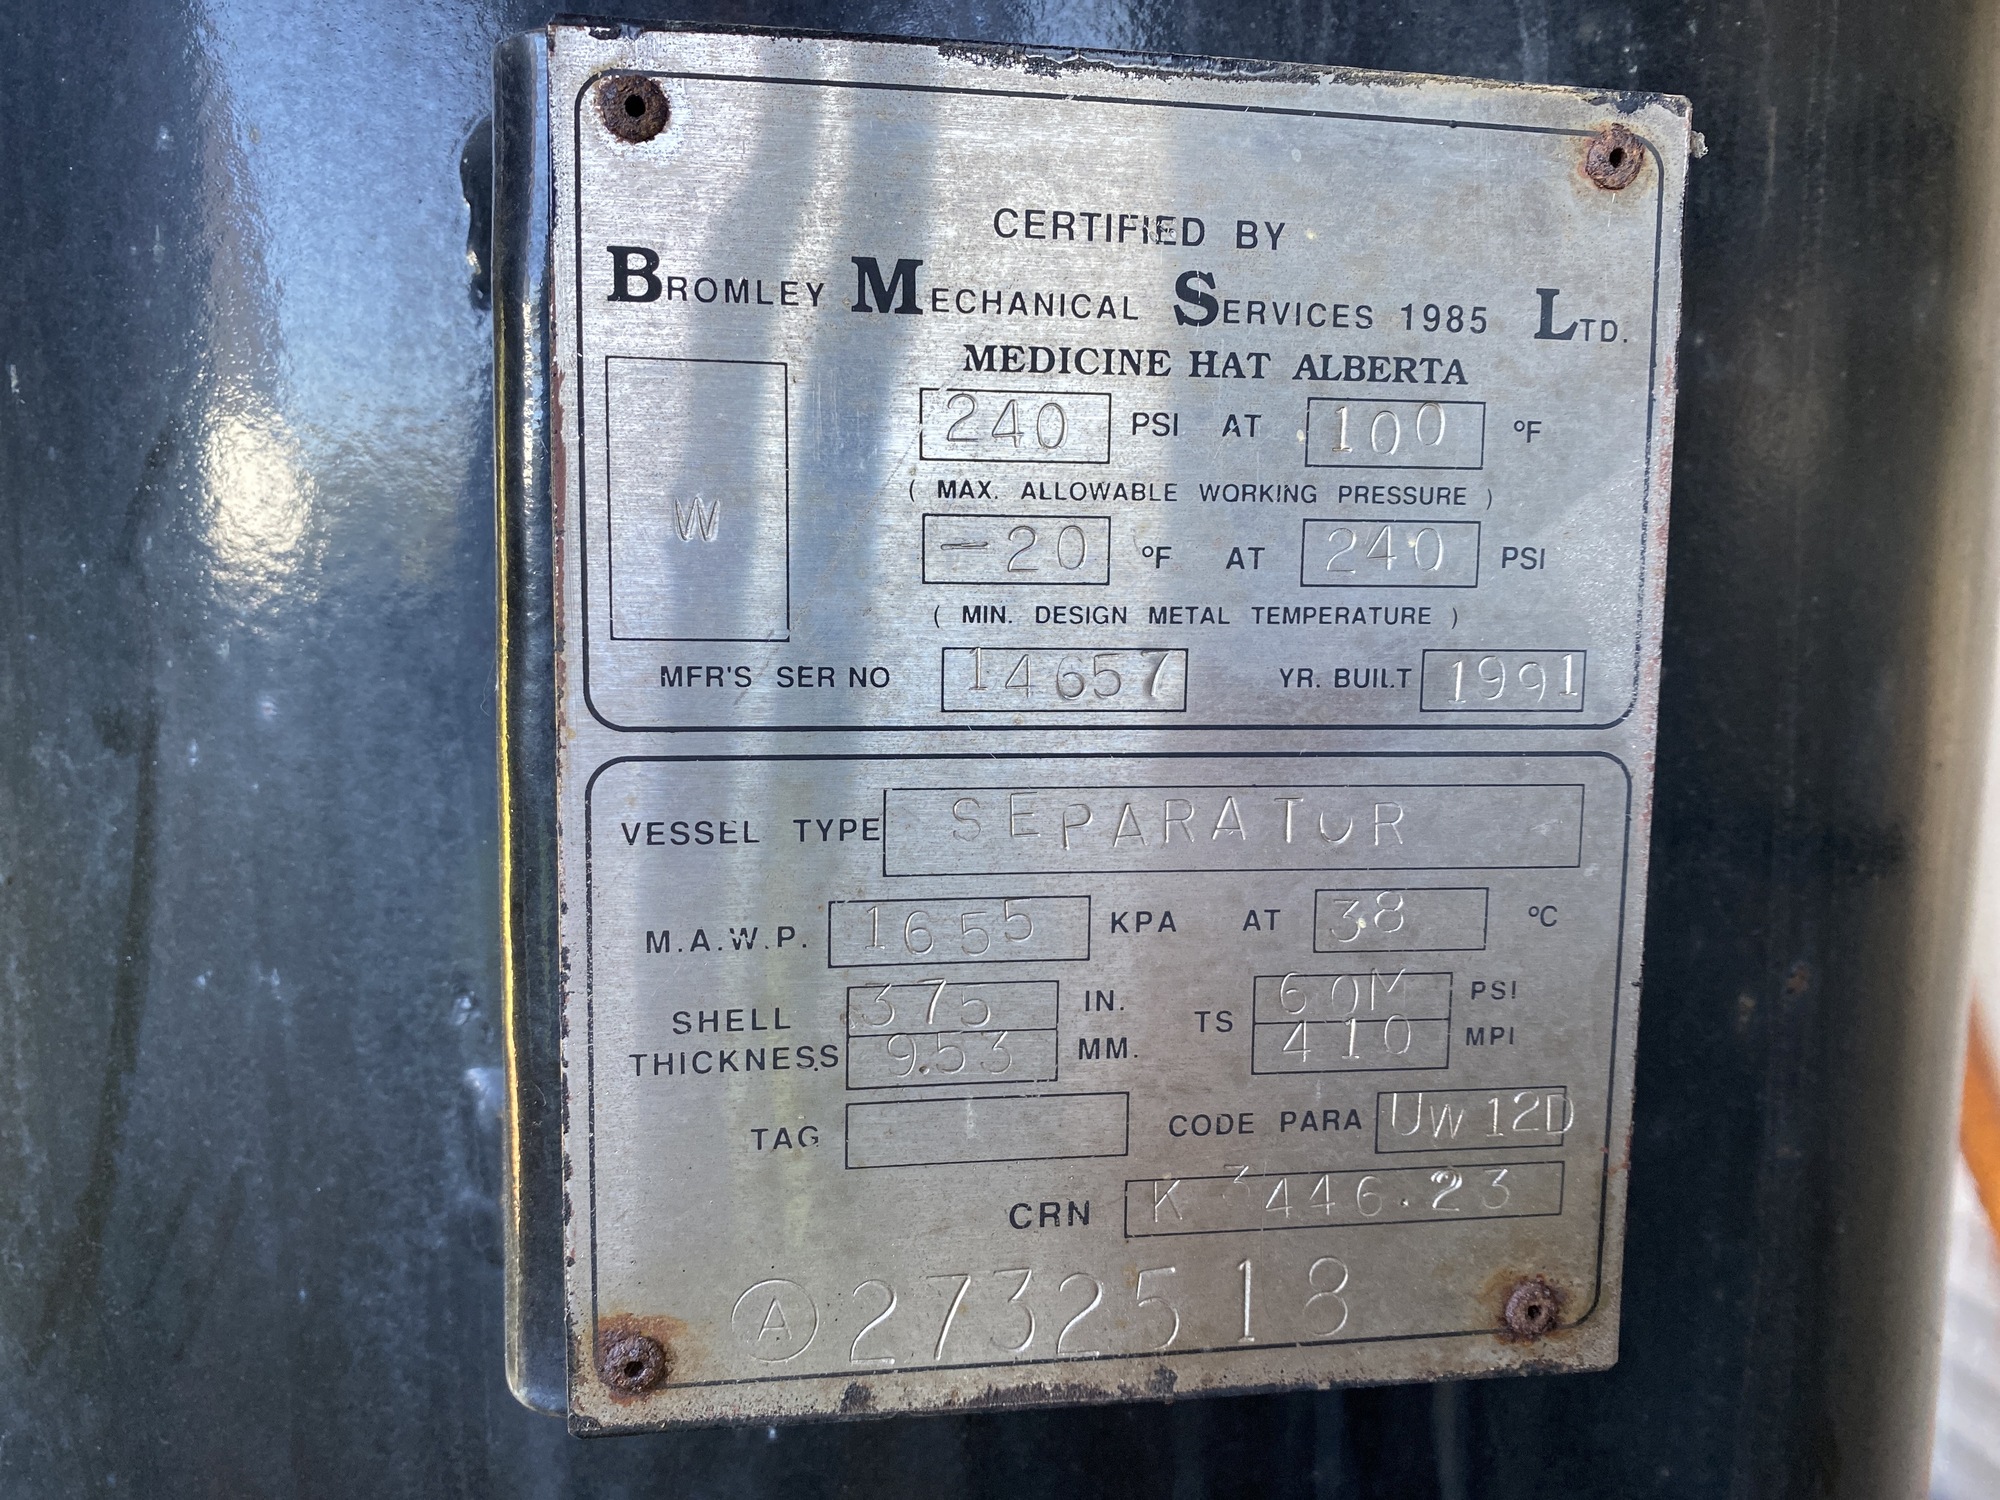 CERTIFIED BY
BROMLEY MECHANICAL SERVICES 1985 LTD.
MEDICINE HAT ALBERTA
240 PSI AT 100 °F
( MAX. ALLOWABLE WORKING PRESSURE )
W
-20 °F AT 240 PSI
( MIN. DESIGN METAL TEMPERATURE )
MFR'S SER NO 14657 YR. BUILT 1991
VESSEL TYPE SEPARATOR
M.A.W.P. 1655 KPA AT 38 °C
SHELL THICKNESS 375 IN. TS 60M PSI
9.53 MM. 410 MPI
TAG CODE PARA UW 12D
CRN K 3446.23
A 2732518